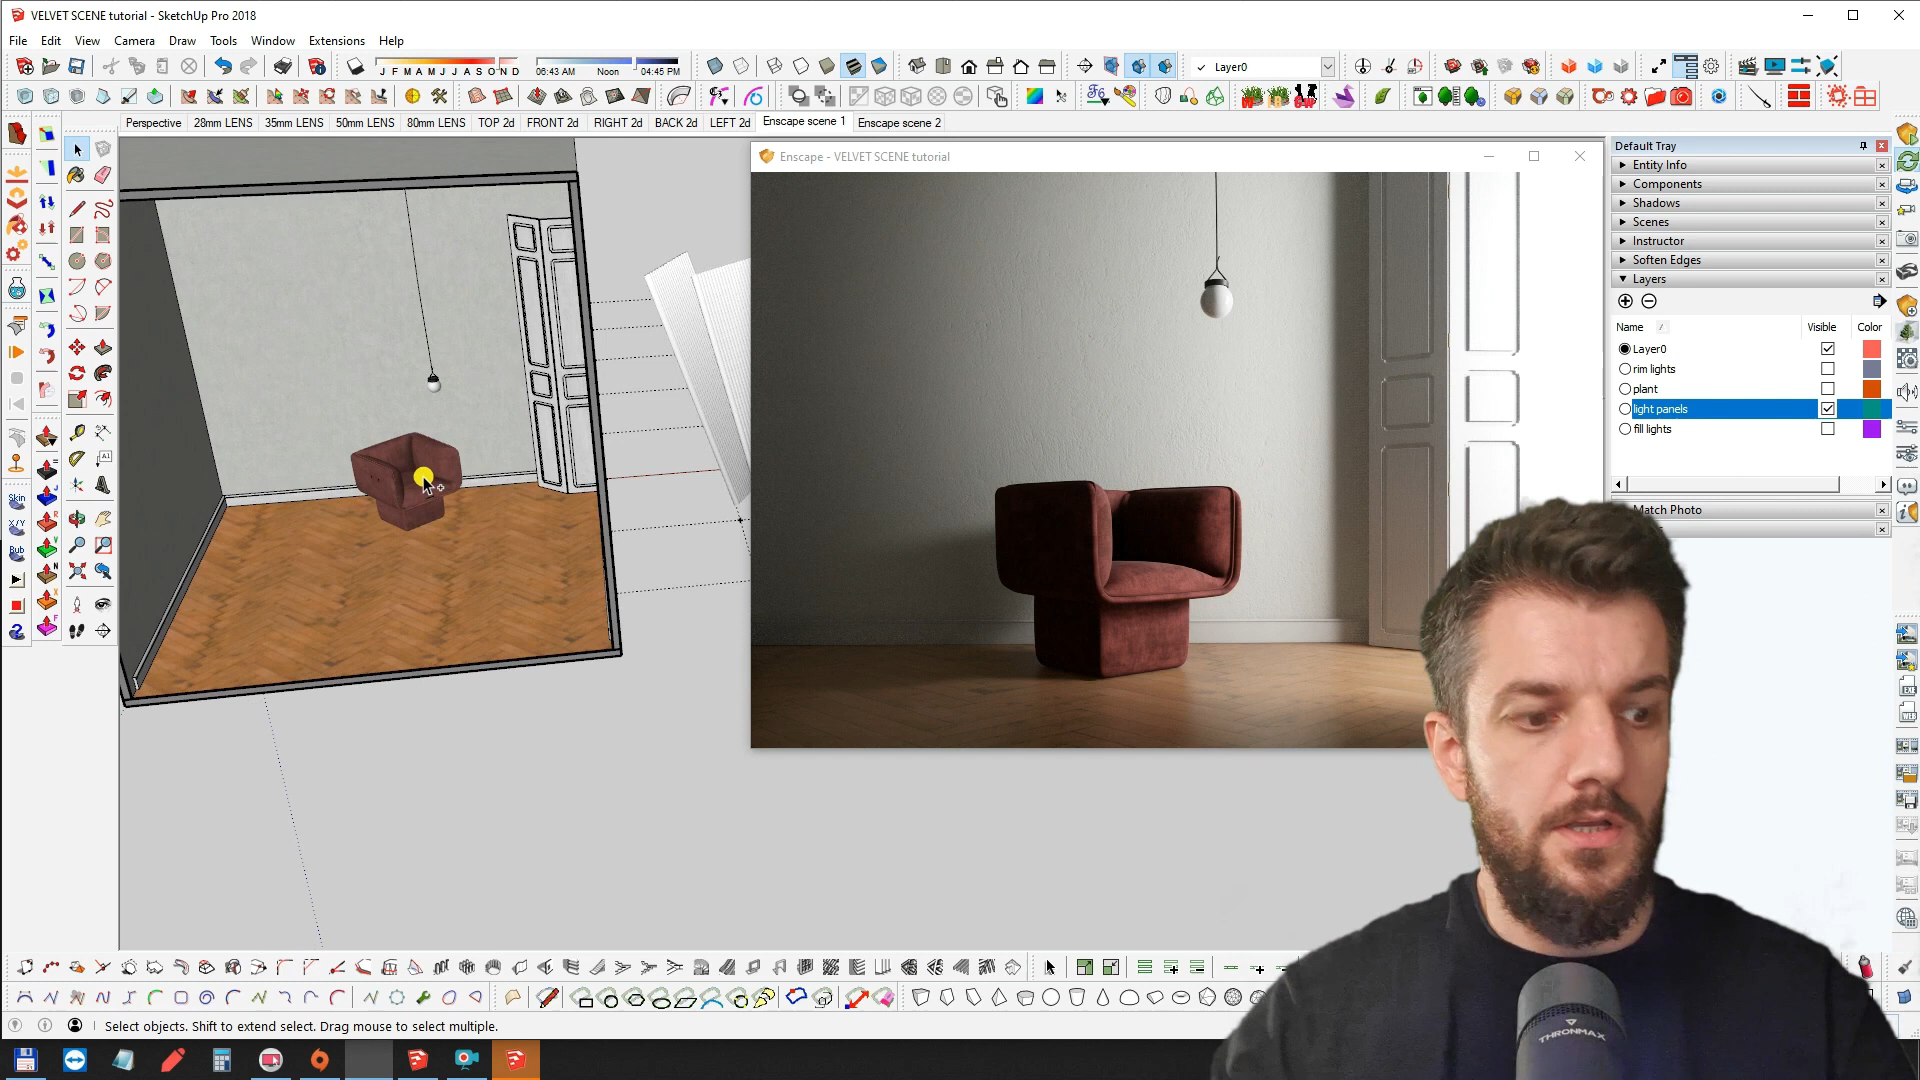 VELVET SCENE tutorial - SketchUp Pro 2018
File Edit View Camera Draw Tools Window Extensions Help
J F M A M J J A S O N D
06:43 AM Noon 04:45 PM
Layer0
Perspective 28mm LENS 35mm LENS 50mm LENS 80mm LENS TOP 2d FRONT 2d RIGHT 2d BACK 2d LEFT 2d Enscape scene 1 Enscape scene 2
Enscape - VELVET SCENE tutorial
Default Tray
Entity Info
Components
Shadows
Scenes
Instructor
Soften Edges
Layers
Name Visible Color
Layer0
rim lights
plant
light panels
fill lights
Match Photo
Skin
X/Y
Bub
A1
THRONMAX
Select objects. Shift to extend select. Drag mouse to select multiple.